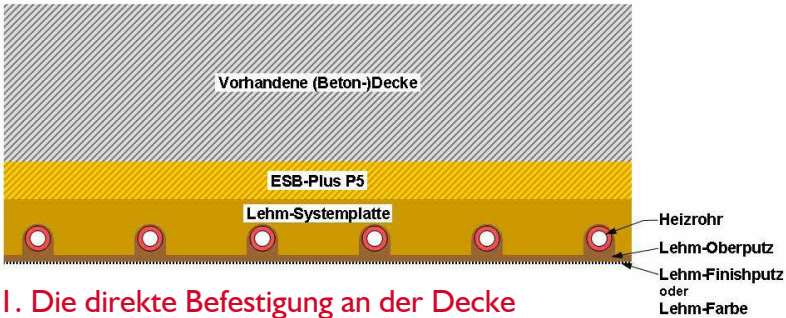 Vorhandene (Beton-)Decke
ESB-Plus P5
Lehm-Systemplatte
Heizrohr
Lehm-Oberputz
Lehm-Finishputz
oder
Lehm-Farbe
1. Die direkte Befestigung an der Decke